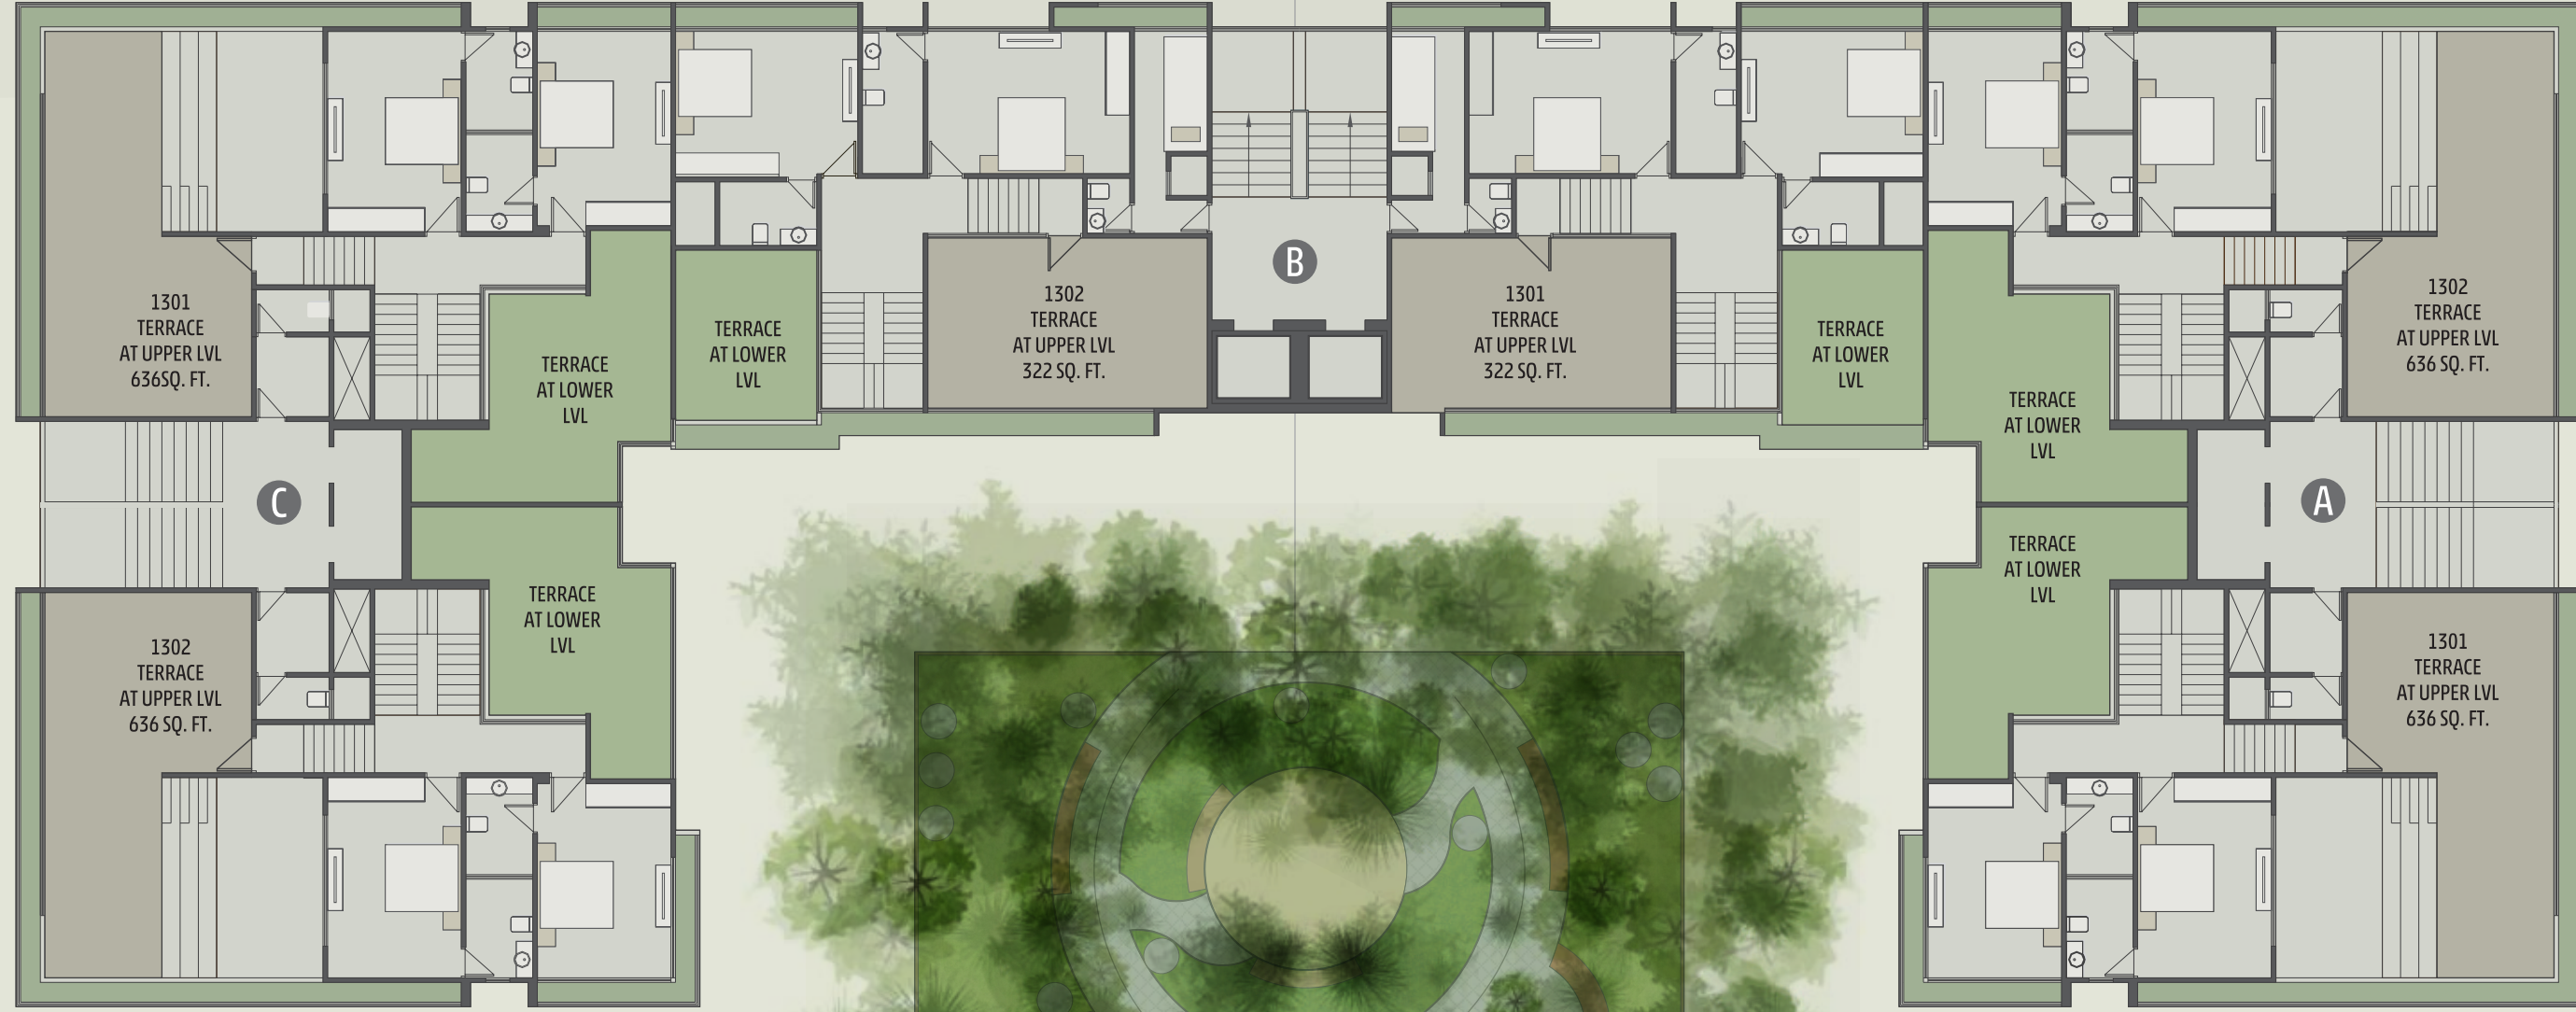 1301
TERRACE
AT UPPER LVL
636SQ. FT.
TERRACE
AT LOWER
LVL
TERRACE
AT LOWER
LVL
1302
TERRACE
AT UPPER LVL
322 SQ. FT.
B
1301
TERRACE
AT UPPER LVL
322 SQ. FT.
TERRACE
AT LOWER
LVL
TERRACE
AT LOWER
LVL
1302
TERRACE
AT UPPER LVL
636 SQ. FT.
C
A
1302
TERRACE
AT UPPER LVL
636 SQ. FT.
TERRACE
AT LOWER
LVL
TERRACE
AT LOWER
LVL
1301
TERRACE
AT UPPER LVL
636 SQ. FT.